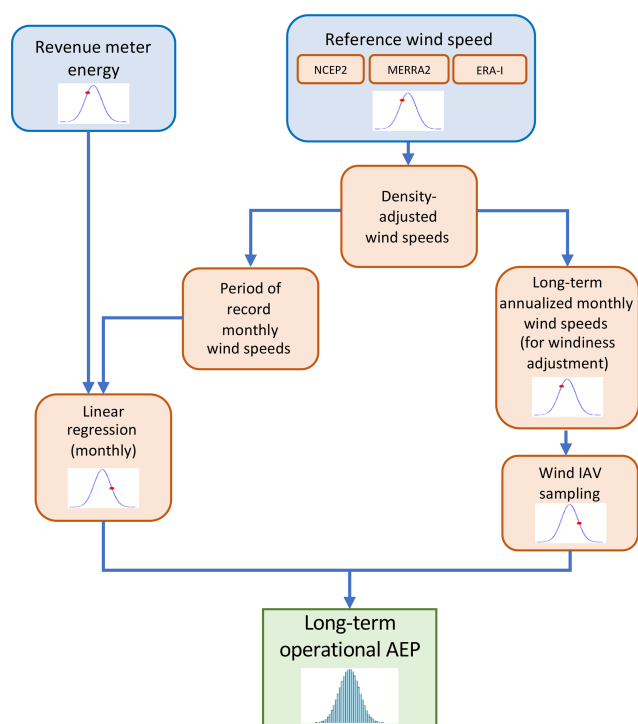 Revenue meter
energy
Reference wind speed
NCEP2
MERRA2
ERA-I
Density-
adjusted
wind speeds
Period of
record
monthly
wind speeds
Long-term
annualized monthly
wind speeds
(for windiness
adjustment)
Linear
regression
(monthly)
Wind IAV
sampling
Long-term
operational AEP